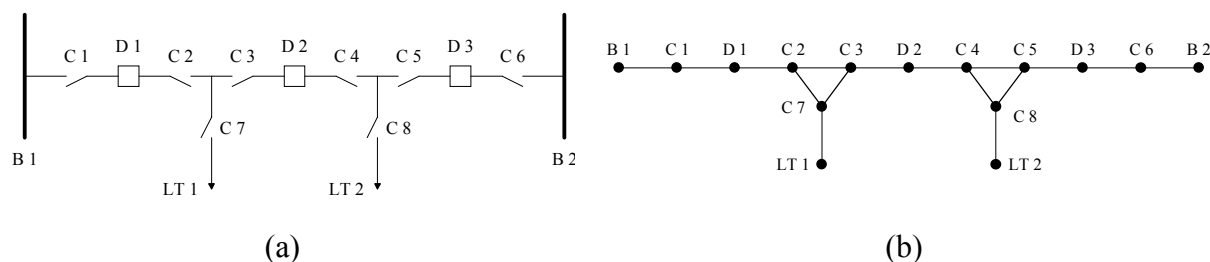 C 1 D 1 C 2 C 3 D 2 C 4 C 5 D 3 C 6
C 7 C 8
B 1 B 2
LT 1 LT 2
(a)
B 1 C 1 D 1 C 2 C 3 D 2 C 4 C 5 D 3 C 6 B 2
C 7 C 8
LT 1 LT 2
(b)